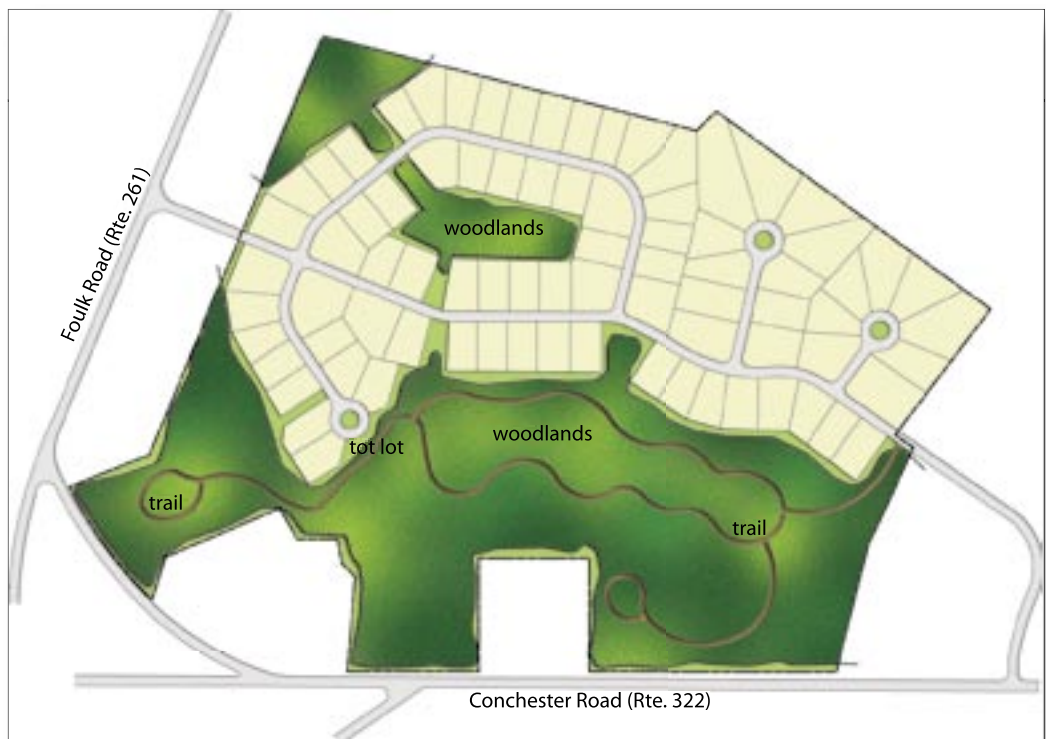 woodlands
Foulk Road (Rte. 261)
woodlands
tot lot
trail
trail
Conchester Road (Rte. 322)